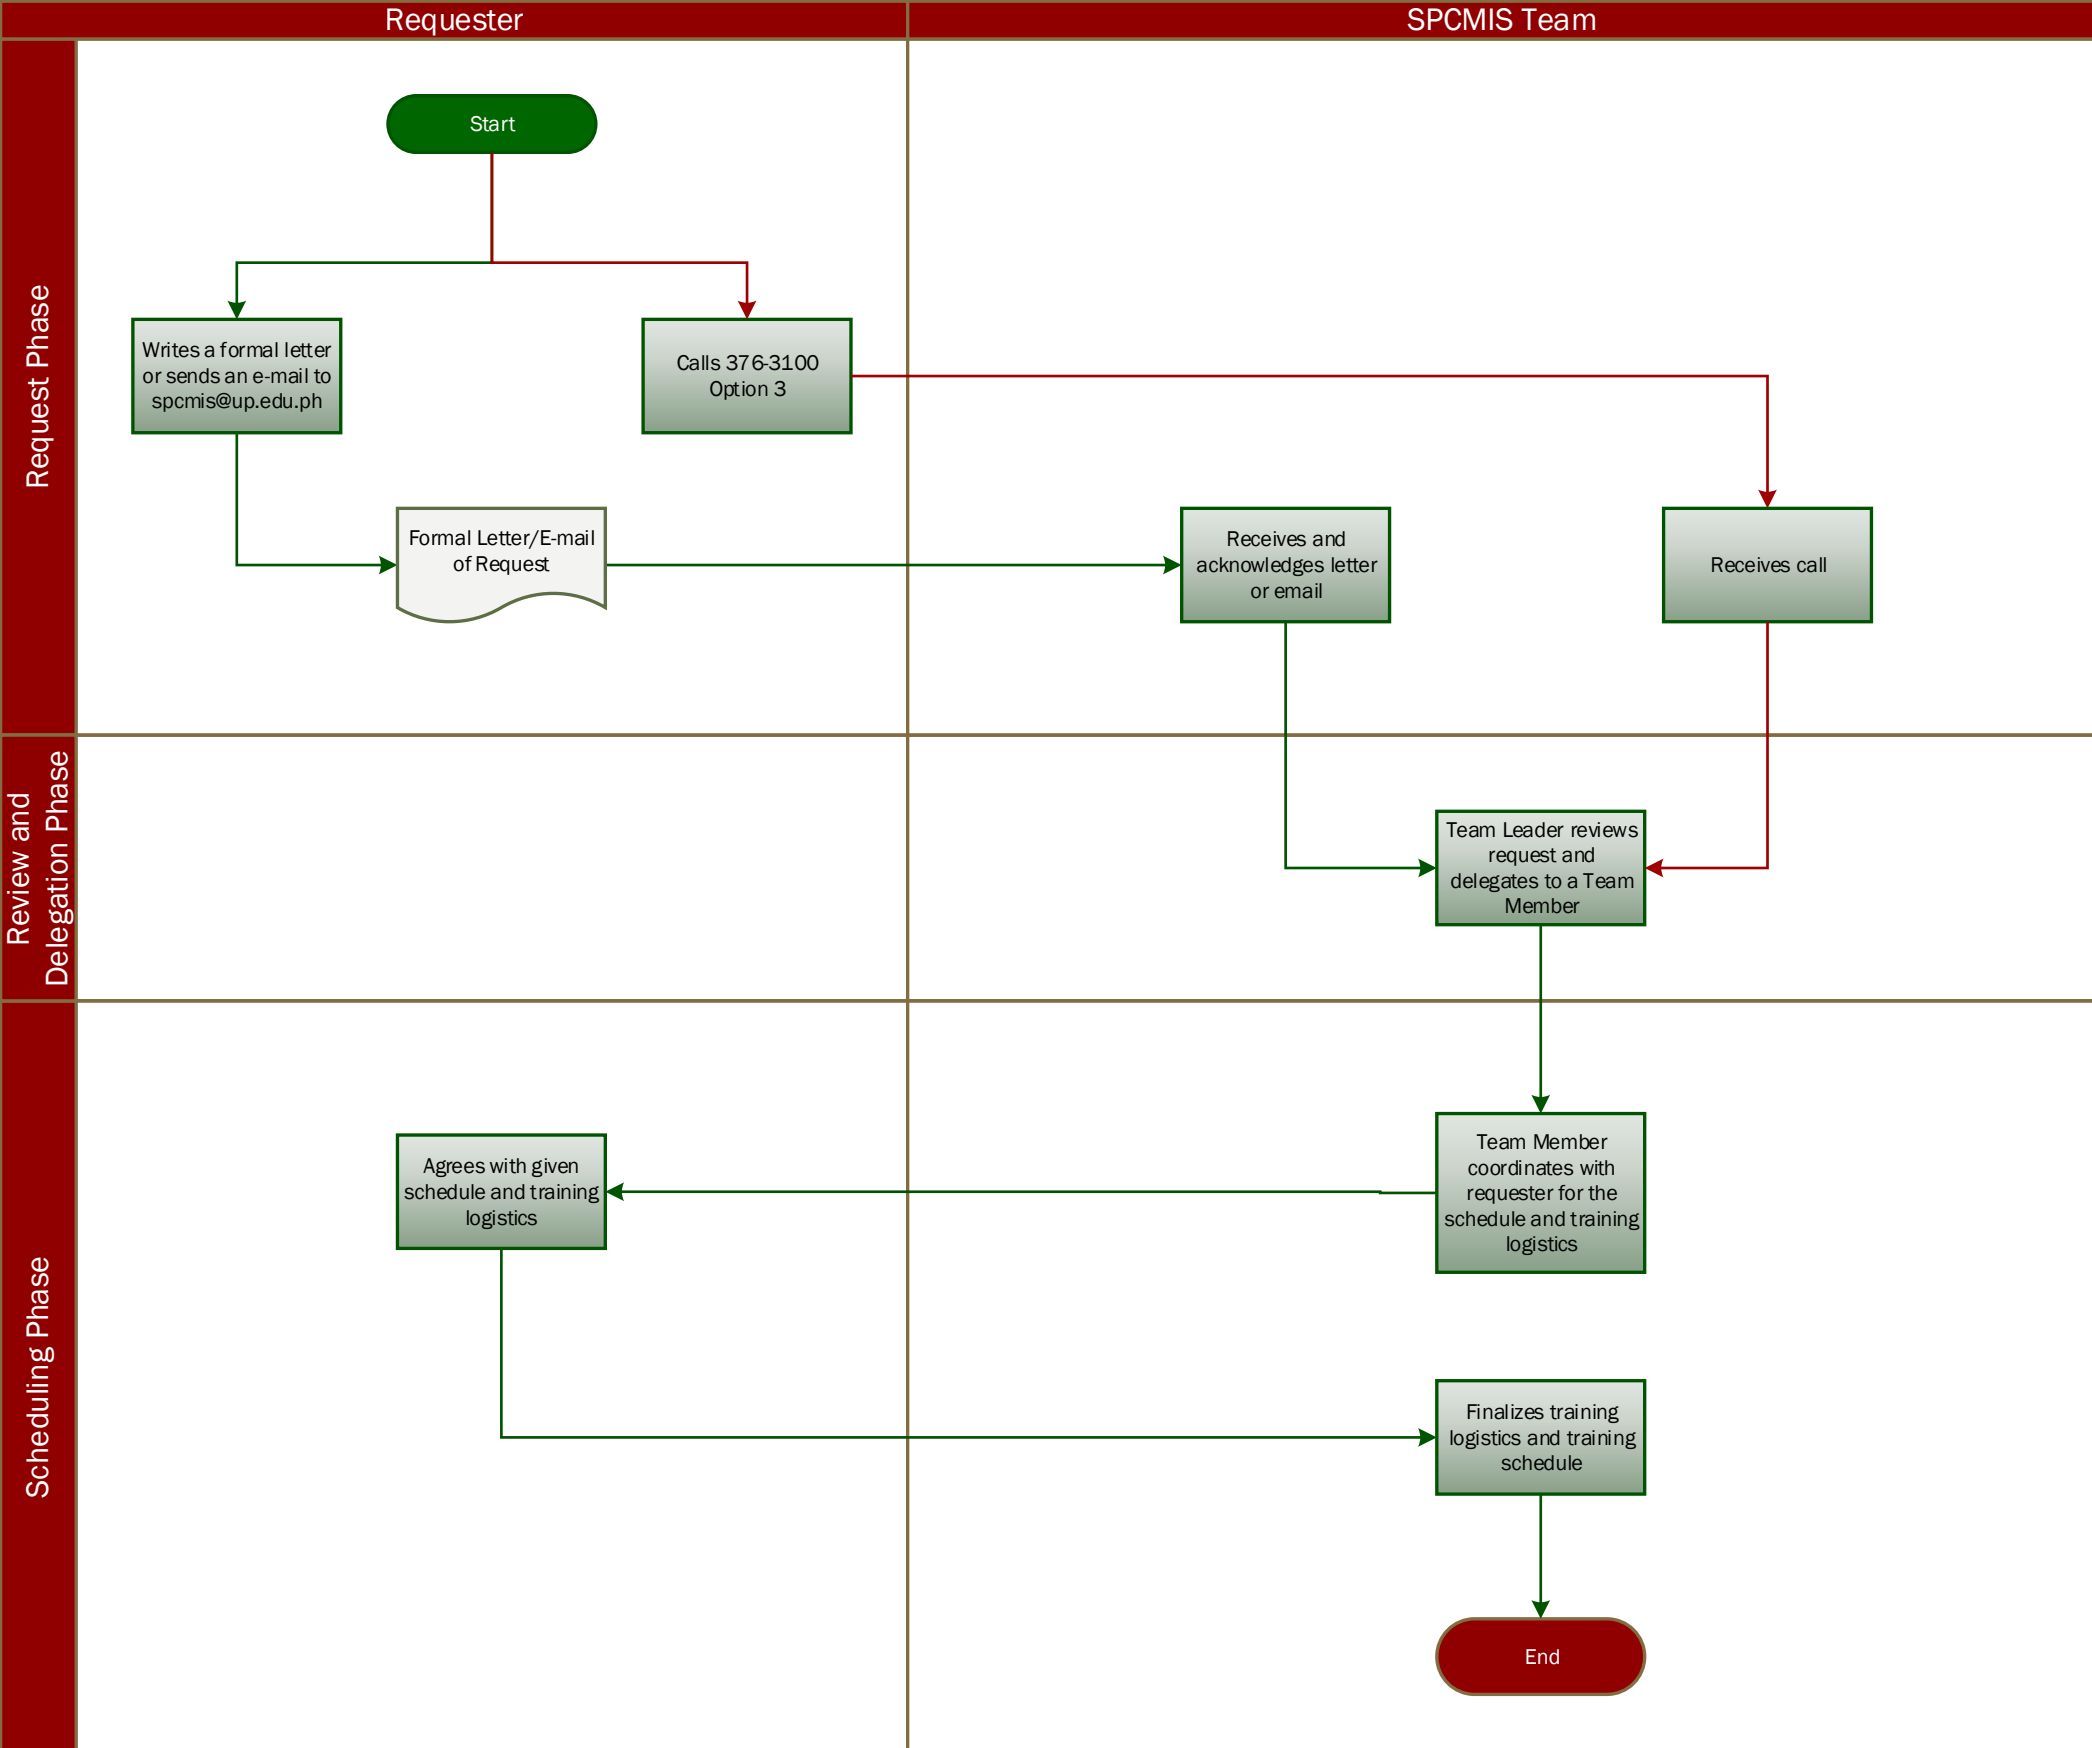 Requester
SPCMIS Team
Request Phase
Start
Writes a formal letter
or sends an e-mail to
spcmis@up.edu.ph
Calls 376-3100
Option 3
Formal Letter/E-mail
of Request
Receives and
acknowledges letter
or email
Receives call
Review and
Delegation Phase
Team Leader reviews
request and
delegates to a Team
Member
Scheduling Phase
Agrees with given
schedule and training
logistics
Team Member
coordinates with
requester for the
schedule and training
logistics
Finalizes training
logistics and training
schedule
End